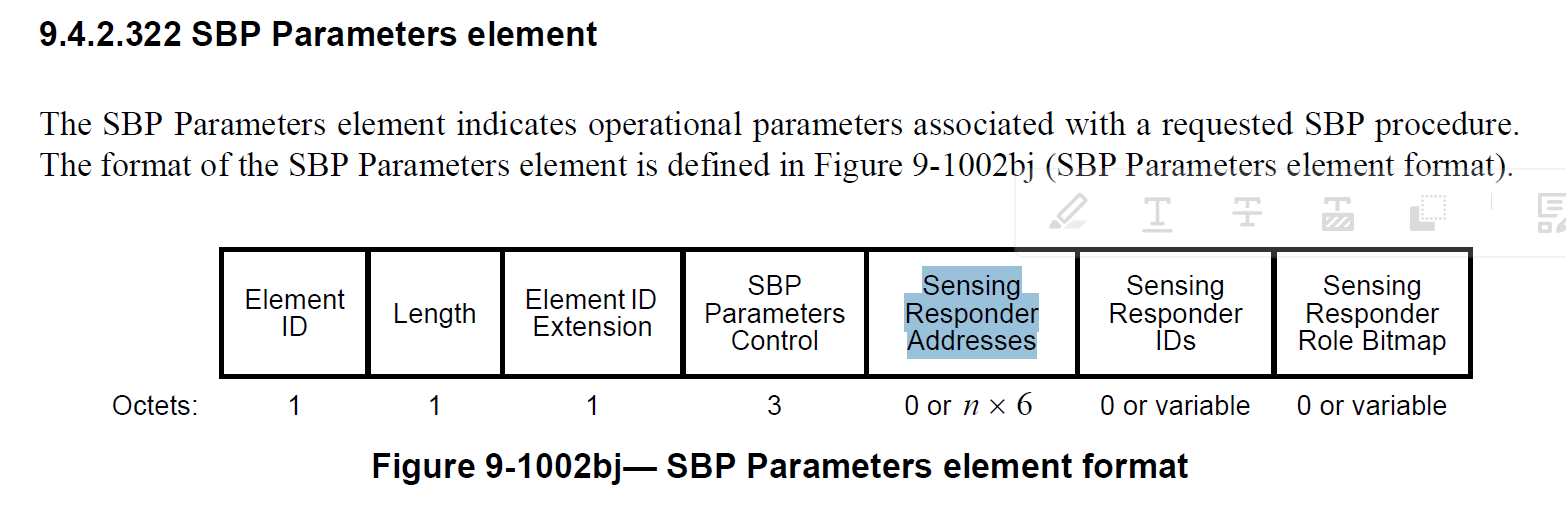 9.4.2.322 SBP Parameters element
The SBP Parameters element indicates operational parameters associated with a requested SBP procedure.
The format of the SBP Parameters element is defined in Figure 9-1002bj (SBP Parameters element format).
Element ID
Length
Element ID Extension
SBP Parameters Control
Sensing Responder Addresses
Sensing Responder IDs
Sensing Responder Role Bitmap
Octets: 1 1 1 3 0 or n × 6 0 or variable 0 or variable
Figure 9-1002bj— SBP Parameters element format